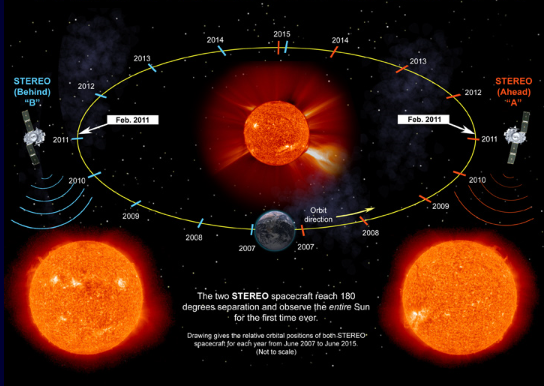 2014
2015
2014
2013
2013
STEREO
(Behind)
"B"
2012
STEREO
(Ahead)
"A"
2012
Feb. 2011
Feb. 2011
2011
2011
2010
2010
2009
2009
Orbit
direction
2008
2008
2007
2007
The two STEREO spacecraft reach 180
degrees separation and observe the entire Sun
for the first time ever.
Drawing gives the relative orbital positions of both STEREO
spacecraft for each year from June 2007 to June 2015.
(Not to scale)